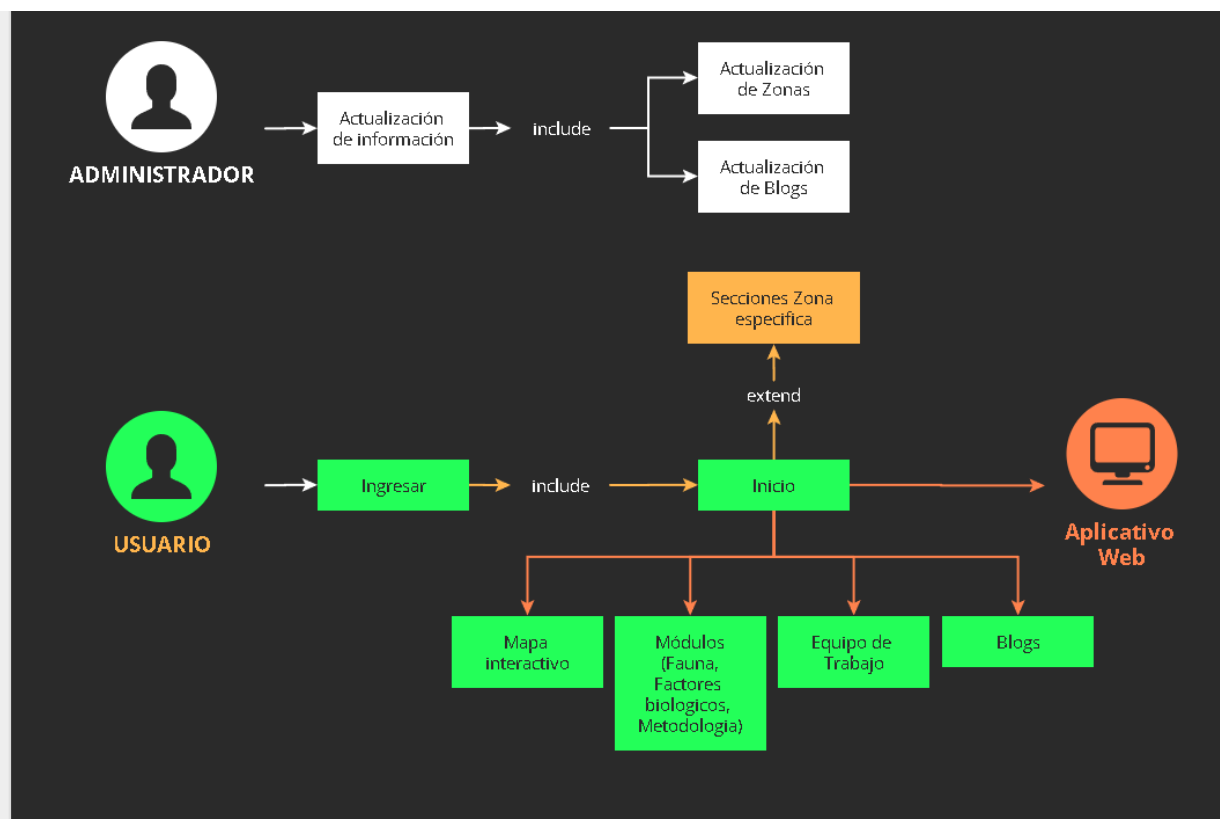 Actualización
de Zonas
Actualización
de información
include
Actualización
de Blogs
ADMINISTRADOR
Secciones Zona
especifica
extend
Ingresar
include
Inicio
USUARIO
Aplicativo
Web
Mapa
interactivo
Módulos
(Fauna,
Factores
biologicos,
Metodologia)
Equipo de
Trabajo
Blogs